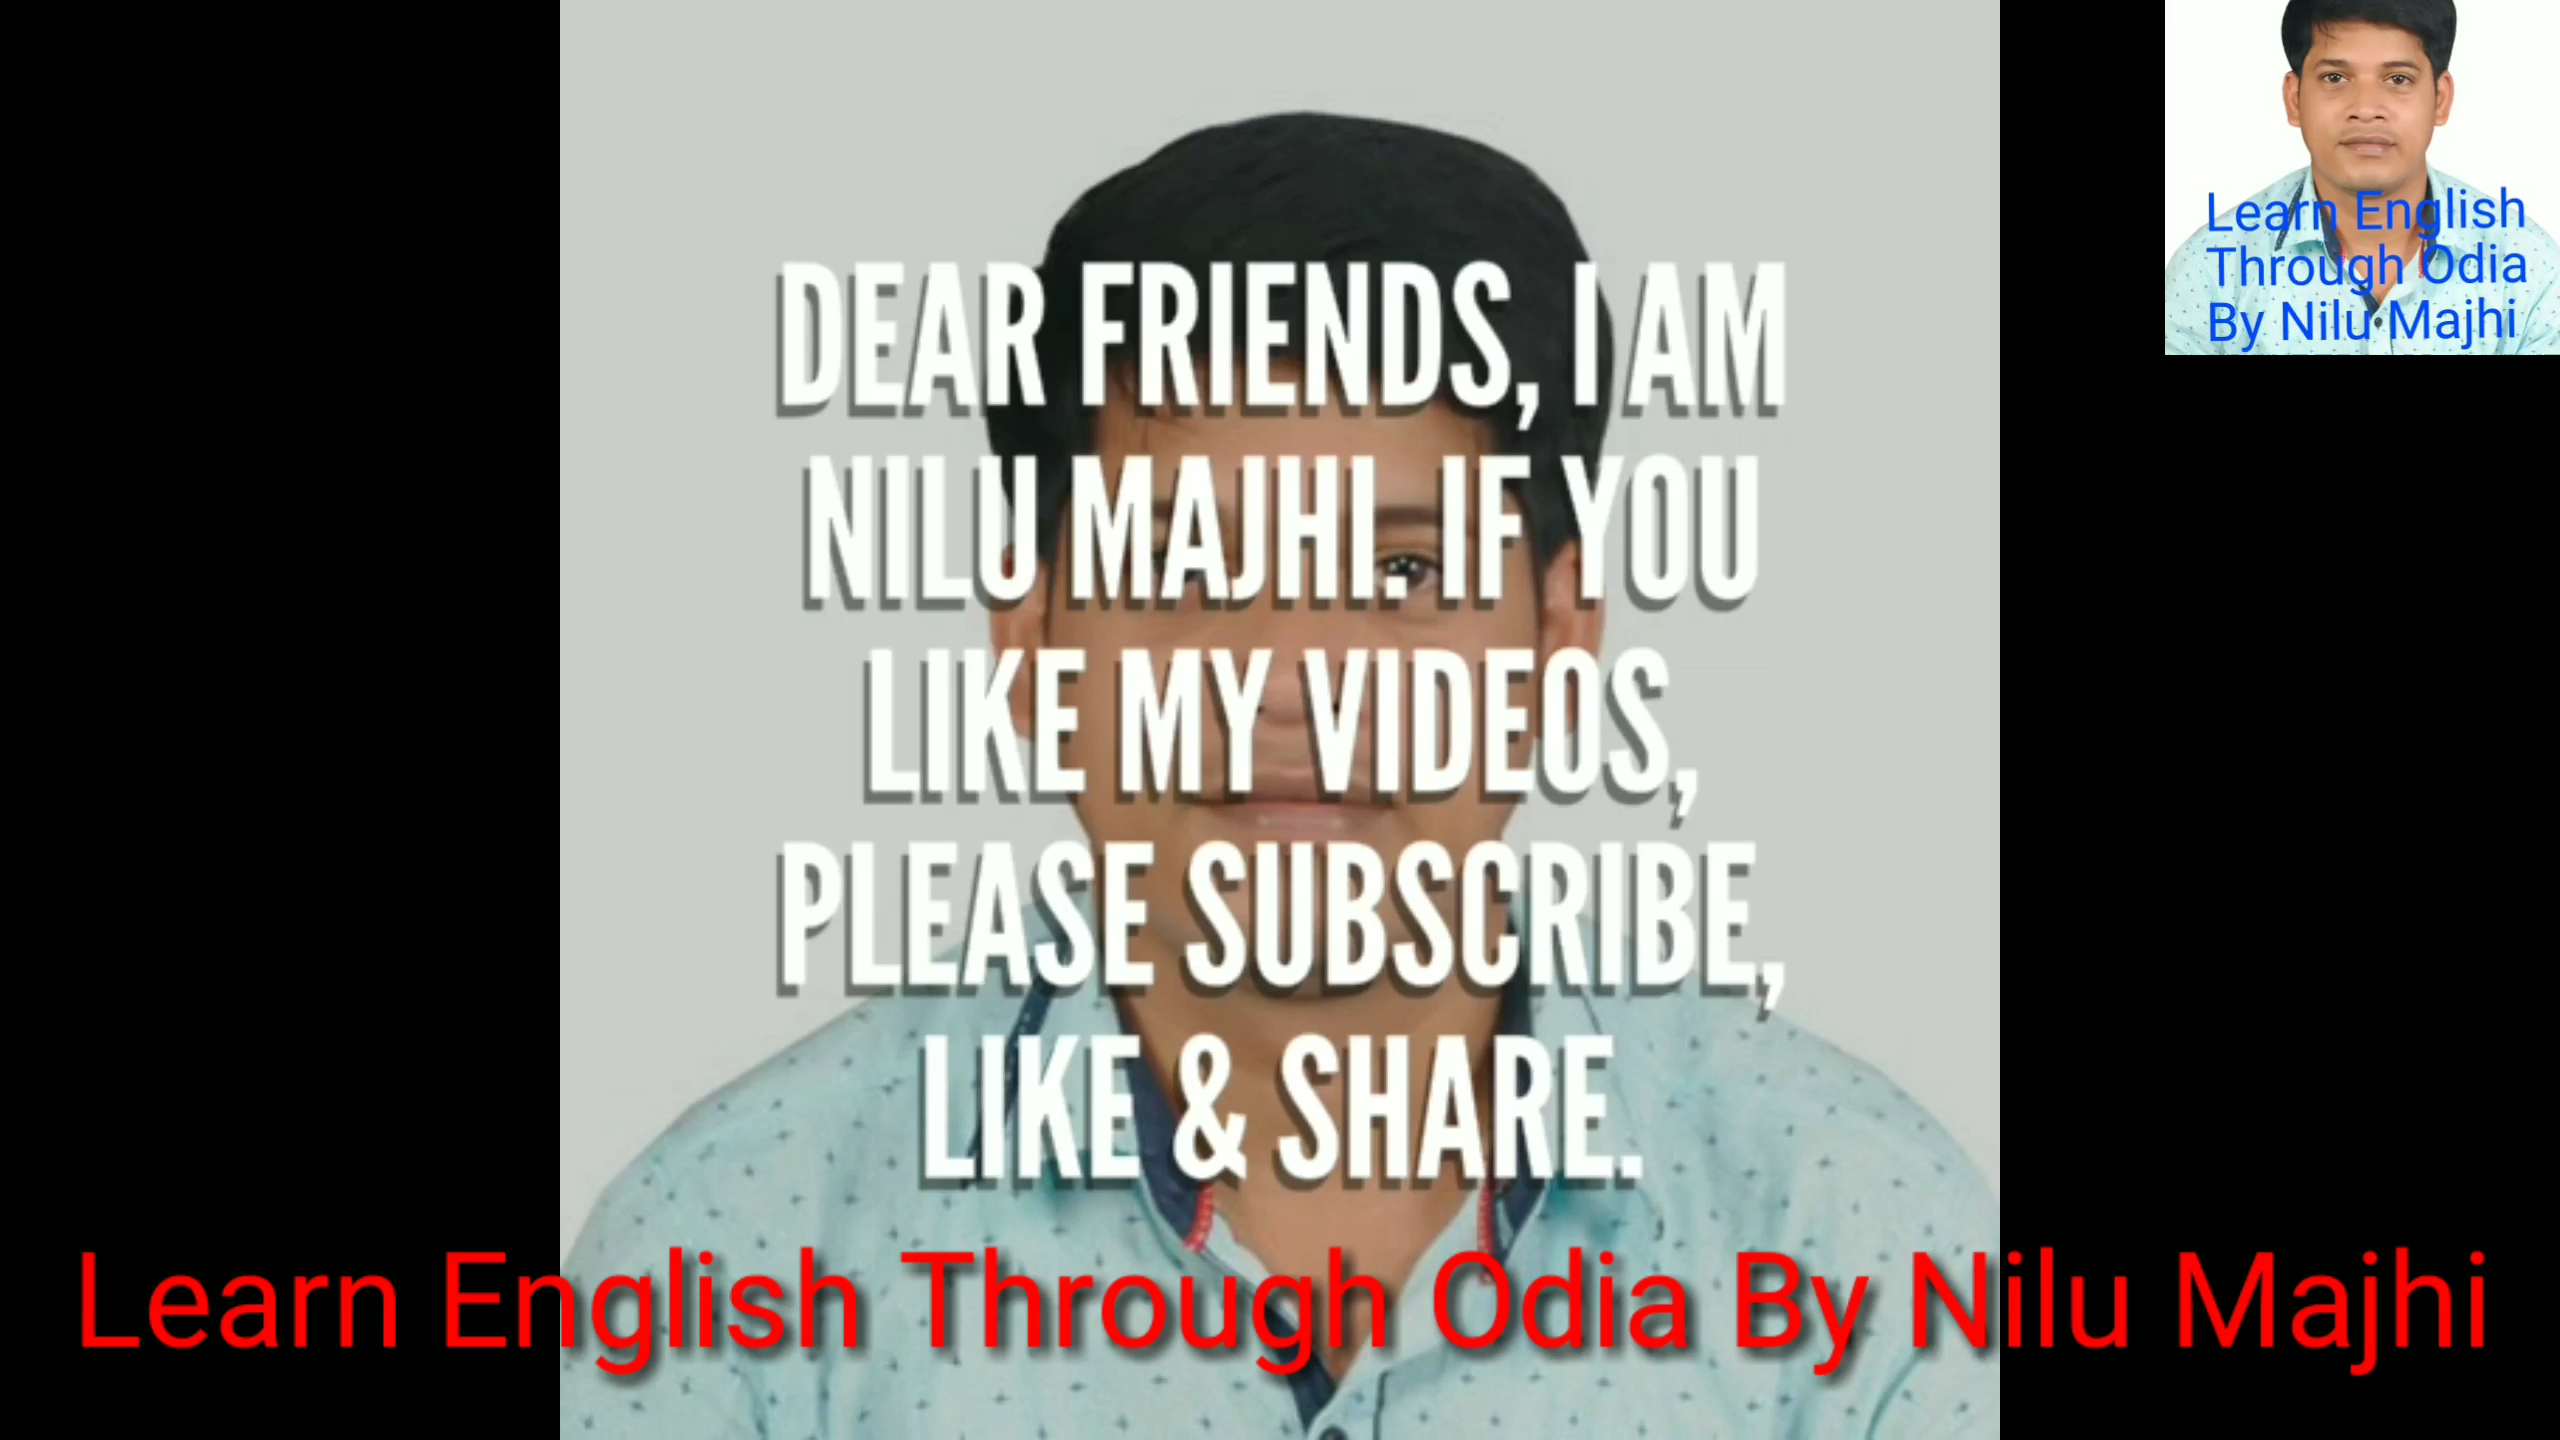 DEAR FRIENDS, I AM
NILU MAJHI. IF YOU
LIKE MY VIDEOS,
PLEASE SUBSCRIBE,
LIKE & SHARE.
Learn English Through Odia By Nilu Majhi
Learn English
Through Odia
By Nilu Majhi